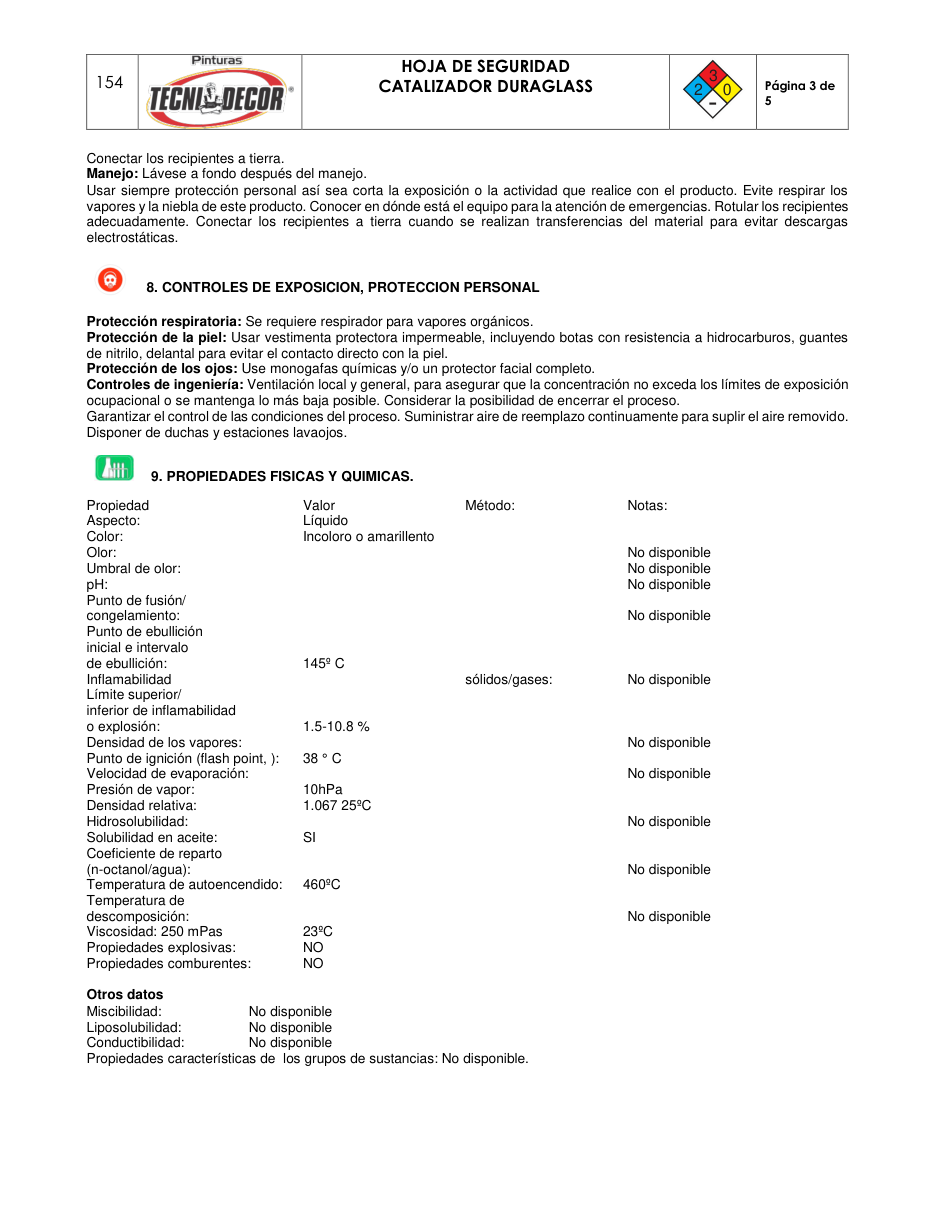 154
Pinturas
TECNI DECOR ®
HOJA DE SEGURIDAD
CATALIZADOR DURAGLASS
3
2 0
-
Página 3 de
5
Conectar los recipientes a tierra.
Manejo: Lávese a fondo después del manejo.
Usar siempre protección personal así sea corta la exposición o la actividad que realice con el producto. Evite respirar los
vapores y la niebla de este producto. Conocer en dónde está el equipo para la atención de emergencias. Rotular los recipientes
adecuadamente. Conectar los recipientes a tierra cuando se realizan transferencias del material para evitar descargas
electrostáticas.
8. CONTROLES DE EXPOSICION, PROTECCION PERSONAL
Protección respiratoria: Se requiere respirador para vapores orgánicos.
Protección de la piel: Usar vestimenta protectora impermeable, incluyendo botas con resistencia a hidrocarburos, guantes
de nitrilo, delantal para evitar el contacto directo con la piel.
Protección de los ojos: Use monogafas químicas y/o un protector facial completo.
Controles de ingeniería: Ventilación local y general, para asegurar que la concentración no exceda los límites de exposición
ocupacional o se mantenga lo más baja posible. Considerar la posibilidad de encerrar el proceso.
Garantizar el control de las condiciones del proceso. Suministrar aire de reemplazo continuamente para suplir el aire removido.
Disponer de duchas y estaciones lavaojos.
9. PROPIEDADES FISICAS Y QUIMICAS.
Propiedad Valor Método: Notas:
Aspecto: Líquido
Color: Incoloro o amarillento
Olor: No disponible
Umbral de olor: No disponible
pH: No disponible
Punto de fusión/
congelamiento: No disponible
Punto de ebullición
inicial e intervalo
de ebullición: 145º C
Inflamabilidad sólidos/gases: No disponible
Límite superior/
inferior de inflamabilidad
o explosión: 1.5-10.8 %
Densidad de los vapores: No disponible
Punto de ignición (flash point, ): 38 ° C
Velocidad de evaporación: No disponible
Presión de vapor: 10hPa
Densidad relativa: 1.067 25ºC
Hidrosolubilidad: No disponible
Solubilidad en aceite: SI
Coeficiente de reparto
(n-octanol/agua): No disponible
Temperatura de autoencendido: 460ºC
Temperatura de
descomposición: No disponible
Viscosidad: 250 mPas 23ºC
Propiedades explosivas: NO
Propiedades comburentes: NO
Otros datos
Miscibilidad: No disponible
Liposolubilidad: No disponible
Conductibilidad: No disponible
Propiedades características de los grupos de sustancias: No disponible.